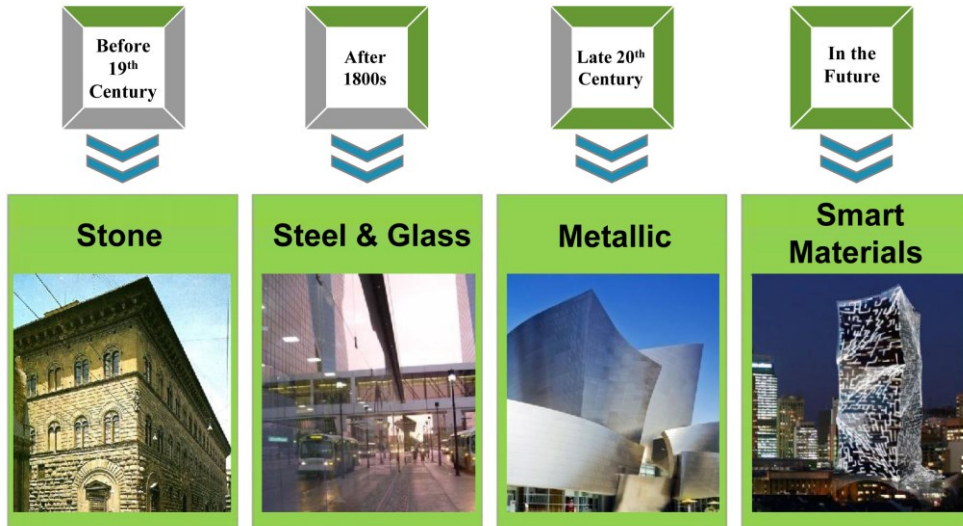 Before
19th
Century
After
1800s
Late 20th
Century
In the
Future
Stone
Steel & Glass
Metallic
Smart
Materials